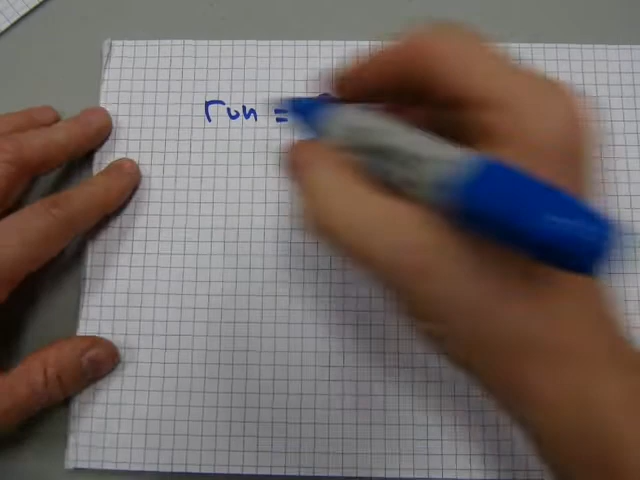 run =